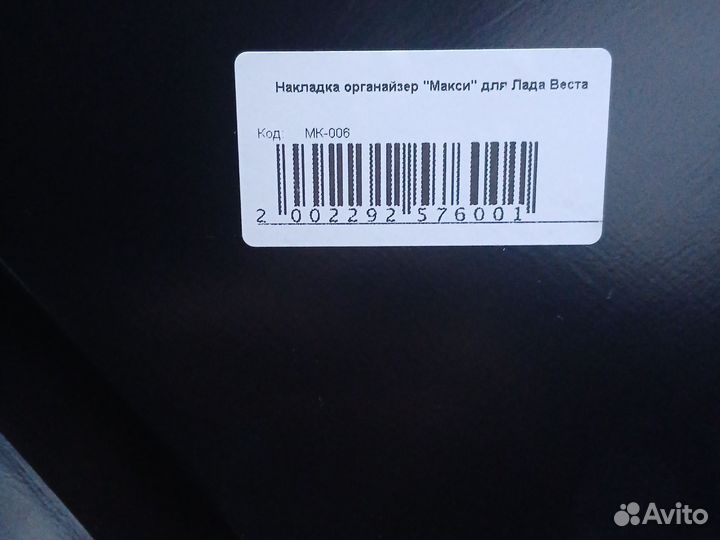 Накладка органайзер "Макси" для Лада Веста
Код: МК-006
2 002292 576001
Avito